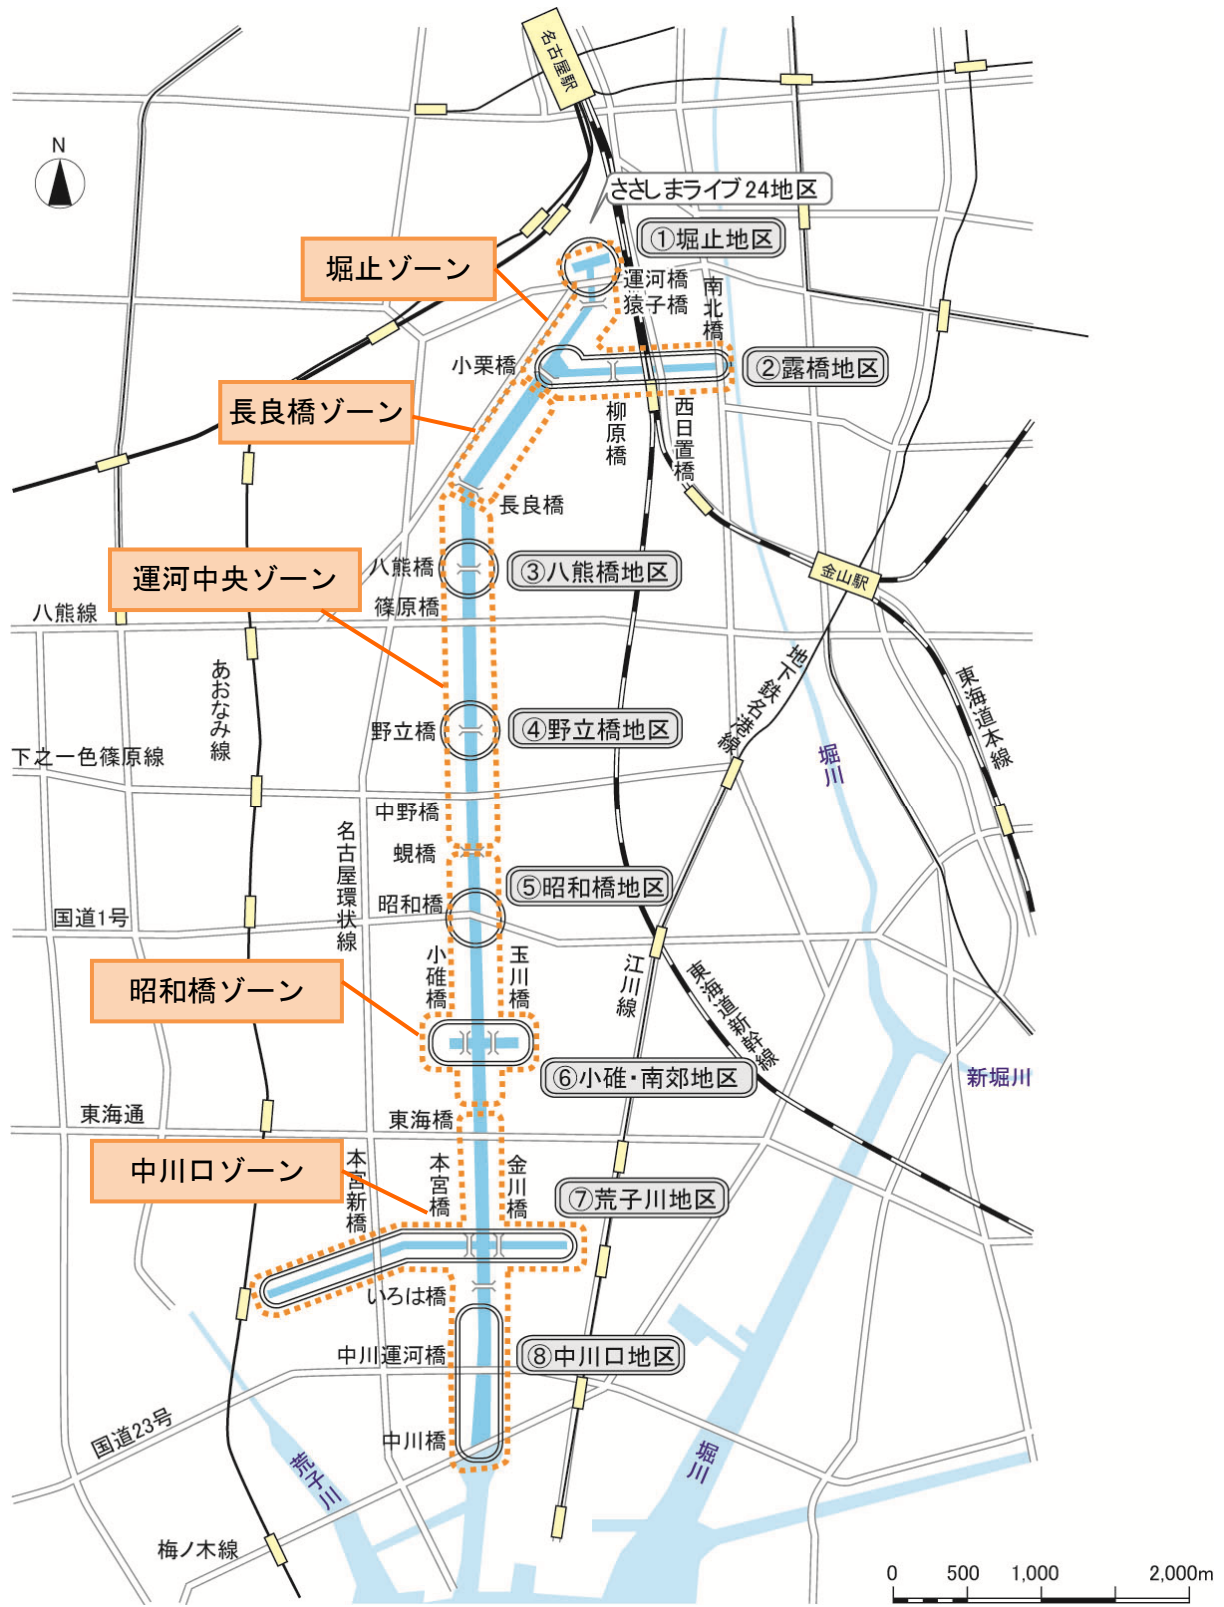 名古屋駅
N
ささしまライブ24地区
①堀止地区
堀止ゾーン
運河橋
猿子橋
南北橋
小栗橋
②露橋地区
長良橋ゾーン
柳原橋
西日置橋
長良橋
運河中央ゾーン
八熊橋
③八熊橋地区
金山駅
篠原橋
八熊線
あおなみ線
地下鉄名港線
東海道本線
野立橋
④野立橋地区
堀川
下之一色篠原線
中野橋
名古屋環状線
蜆橋
⑤昭和橋地区
昭和橋
国道1号
小碓橋
玉川橋
江川線
東海道新幹線
昭和橋ゾーン
⑥小碓・南郊地区
新堀川
東海通
東海橋
中川口ゾーン
本宮新橋
本宮橋
金川橋
⑦荒子川地区
いろは橋
中川運河橋
⑧中川口地区
国道23号
中川橋
荒子川
堀川
梅ノ木線
0 500 1,000 2,000m